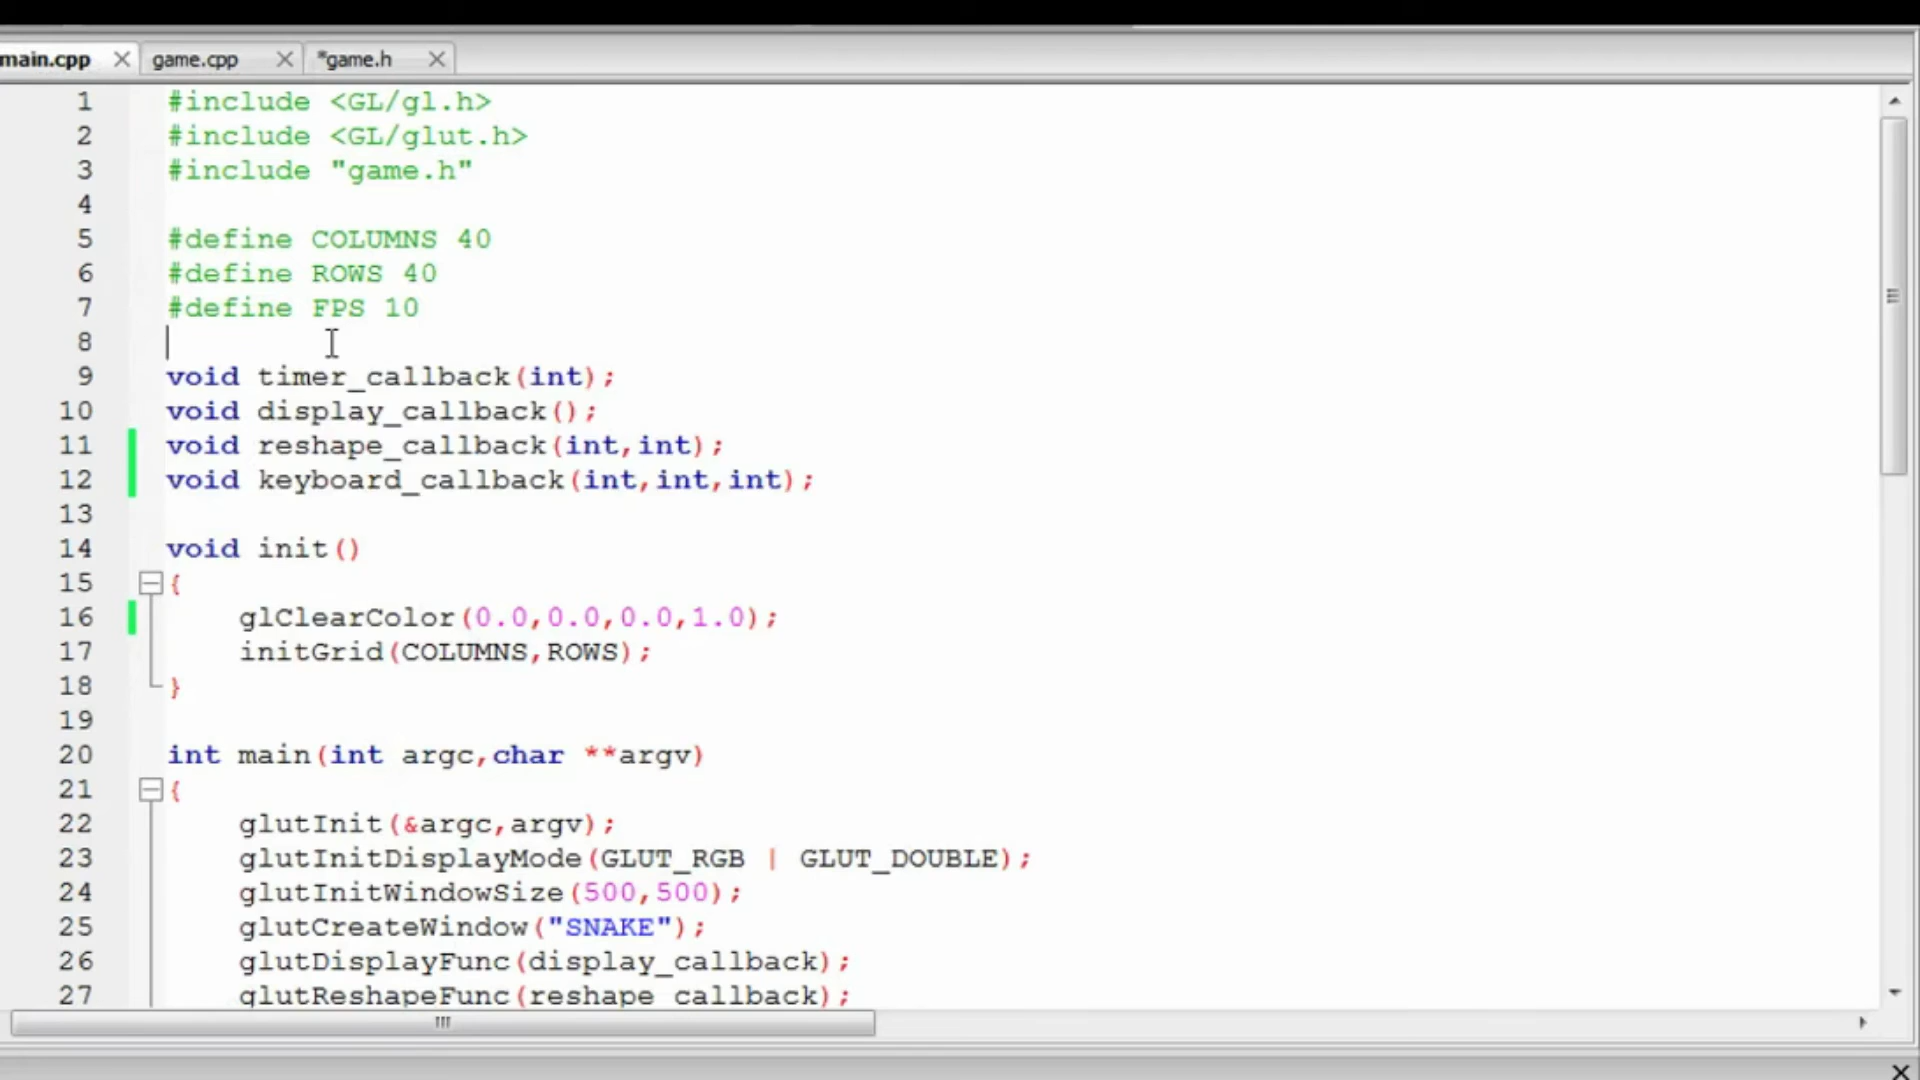 main.cpp game.cpp *game.h
1 #include <GL/gl.h>
2 #include <GL/glut.h>
3 #include "game.h"
4
5 #define COLUMNS 40
6 #define ROWS 40
7 #define FPS 10
8
9 void timer_callback(int);
10 void display_callback();
11 void reshape_callback(int,int);
12 void keyboard_callback(int,int,int);
13
14 void init()
15 {
16 glClearColor(0.0,0.0,0.0,1.0);
17 initGrid(COLUMNS,ROWS);
18 }
19
20 int main(int argc,char **argv)
21 {
22 glutInit(&argc,argv);
23 glutInitDisplayMode(GLUT_RGB | GLUT_DOUBLE);
24 glutInitWindowSize(500,500);
25 glutCreateWindow("SNAKE");
26 glutDisplayFunc(display_callback);
27 glutReshapeFunc(reshape_callback);